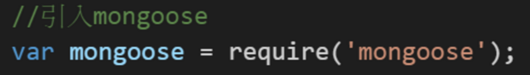 //引入mongoose
var mongoose = require('mongoose');